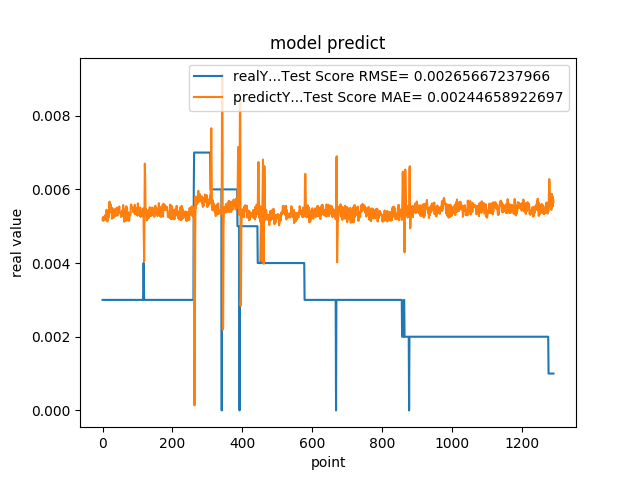 model predict
realY...Test Score RMSE= 0.00265667237966
predictY...Test Score MAE= 0.00244658922697
0.008
0.006
0.004
0.002
0.000
real value
0 200 400 600 800 1000 1200
point